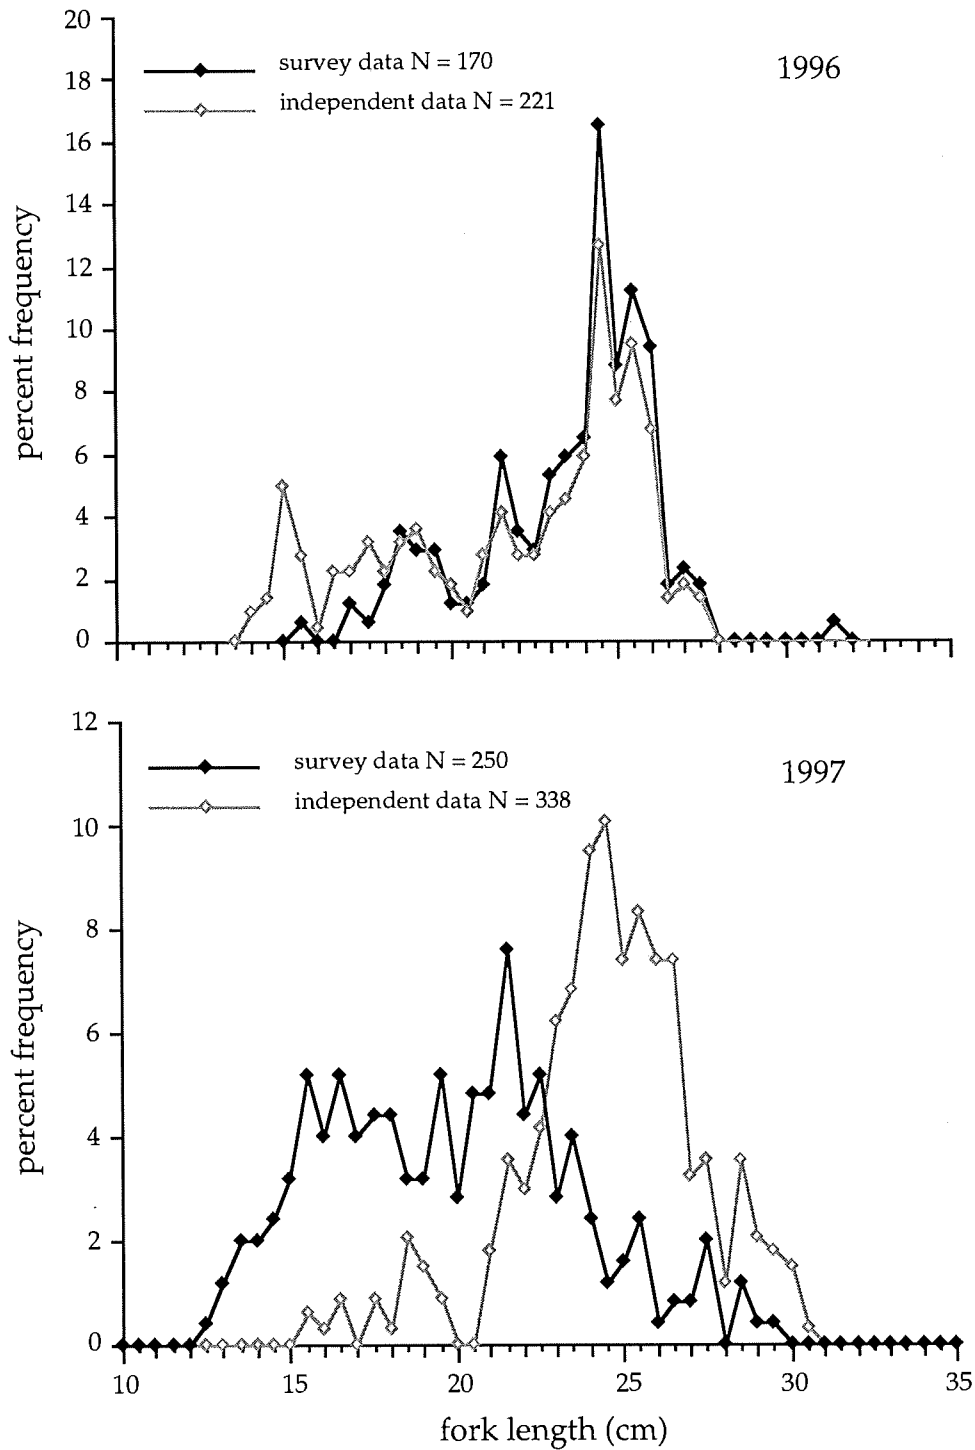 20
18
16
14
12
10
8
6
4
2
0
percent frequency
survey data N = 170
independent data N = 221
1996
12
10
8
6
4
2
0
percent frequency
survey data N = 250
independent data N = 338
1997
10 15 20 25 30 35
fork length (cm)